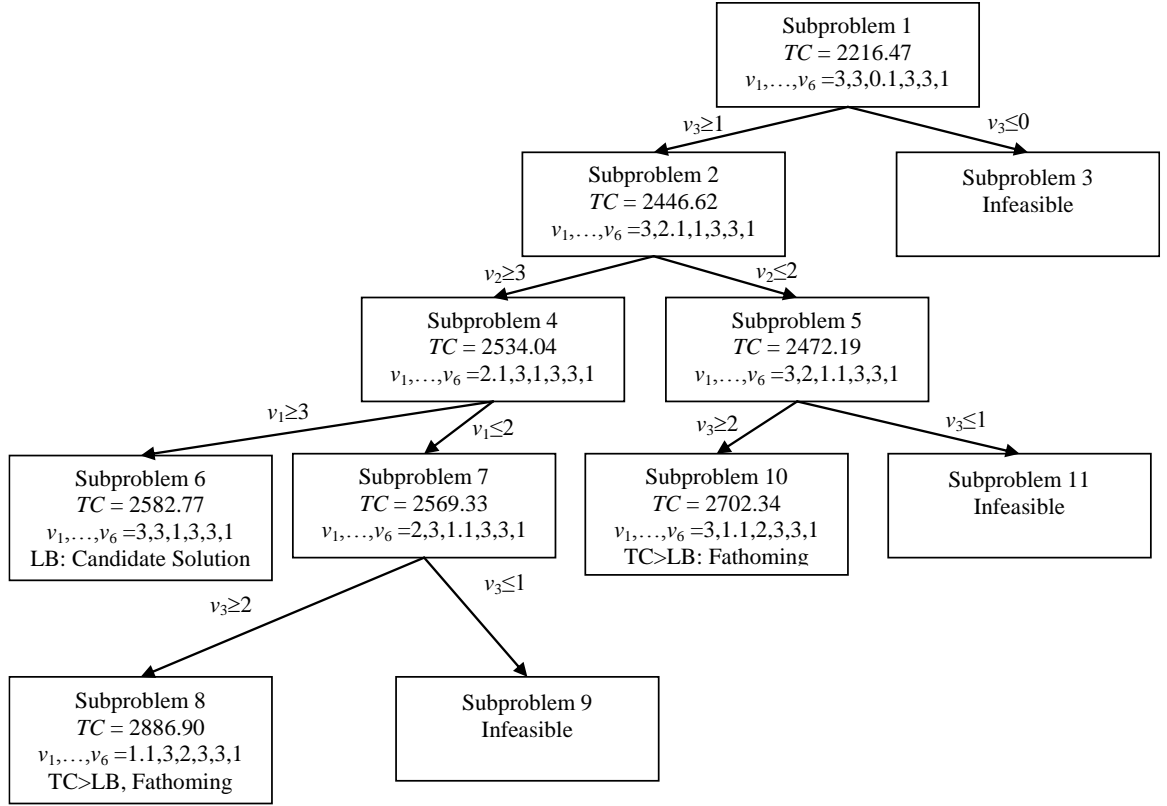 Subproblem 1
TC = 2216.47
v₁,…,v₆ =3,3,0.1,3,3,1
v₃≥1
v₃≤0
Subproblem 2
TC = 2446.62
v₁,…,v₆ =3,2.1,1,3,3,1
Subproblem 3
Infeasible
v₂≥3
v₂≤2
Subproblem 4
TC = 2534.04
v₁,…,v₆ =2.1,3,1,3,3,1
Subproblem 5
TC = 2472.19
v₁,…,v₆ =3,2,1.1,3,3,1
v₁≥3
v₁≤2
v₃≥2
v₃≤1
Subproblem 6
TC = 2582.77
v₁,…,v₆ =3,3,1,3,3,1
LB: Candidate Solution
Subproblem 7
TC = 2569.33
v₁,…,v₆ =2,3,1.1,3,3,1
Subproblem 10
TC = 2702.34
v₁,…,v₆ =3,1.1,2,3,3,1
TC>LB: Fathoming
Subproblem 11
Infeasible
v₃≥2
v₃≤1
Subproblem 8
TC = 2886.90
v₁,…,v₆ =1.1,3,2,3,3,1
TC>LB, Fathoming
Subproblem 9
Infeasible